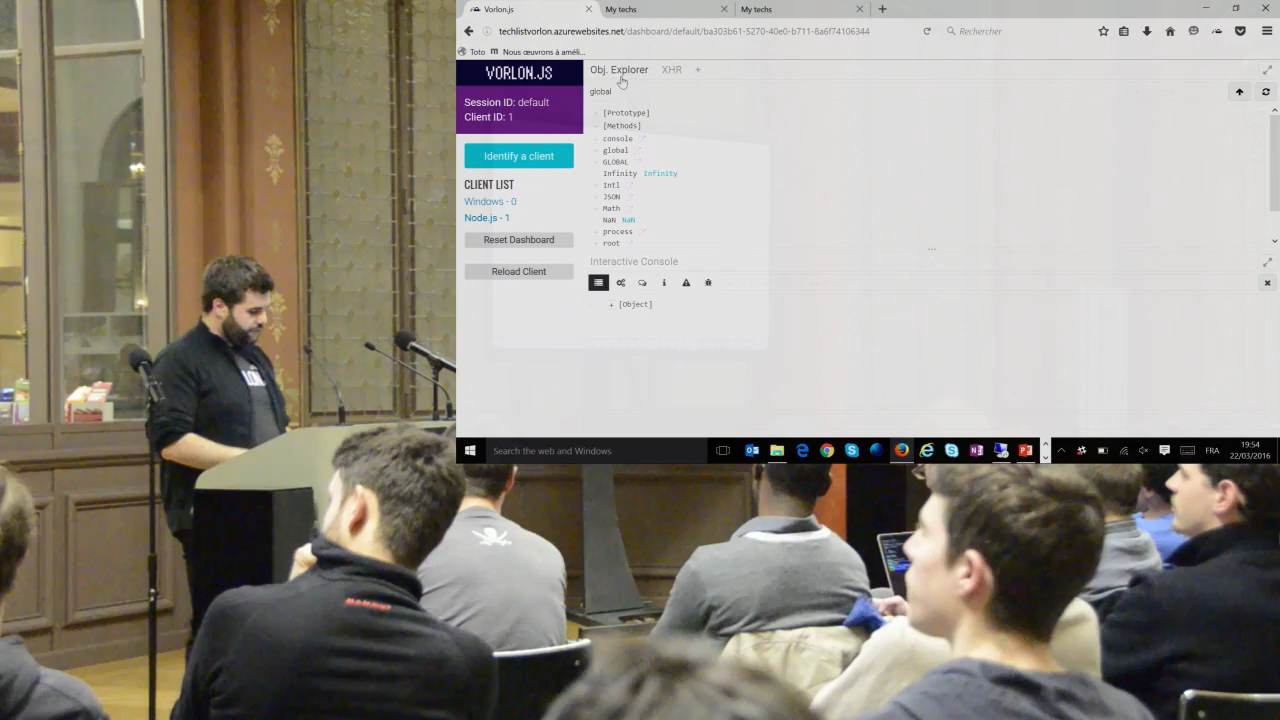 Vorlon.js
My techs
My techs
techlistvorlon.azurewebsites.net/dashboard/default/ba303b61-5270-40e0-b711-8a6f74106344
Rechercher
Toto
Nous œuvrons à améli...
VORLON.JS
Session ID: default
Client ID: 1
Identify a client
CLIENT LIST
Windows - 0
Node.js - 1
Reset Dashboard
Reload Client
Obj. Explorer
XHR
+
global
- [Prototype]
- [Methods]
- console
- global
- GLOBAL
Infinity Infinity
- Intl
- JSON
- Math
NaN NaN
- process
- root
Interactive Console
+ [Object]
Search the web and Windows
FRA
19:54
22/03/2016
MAMMUT